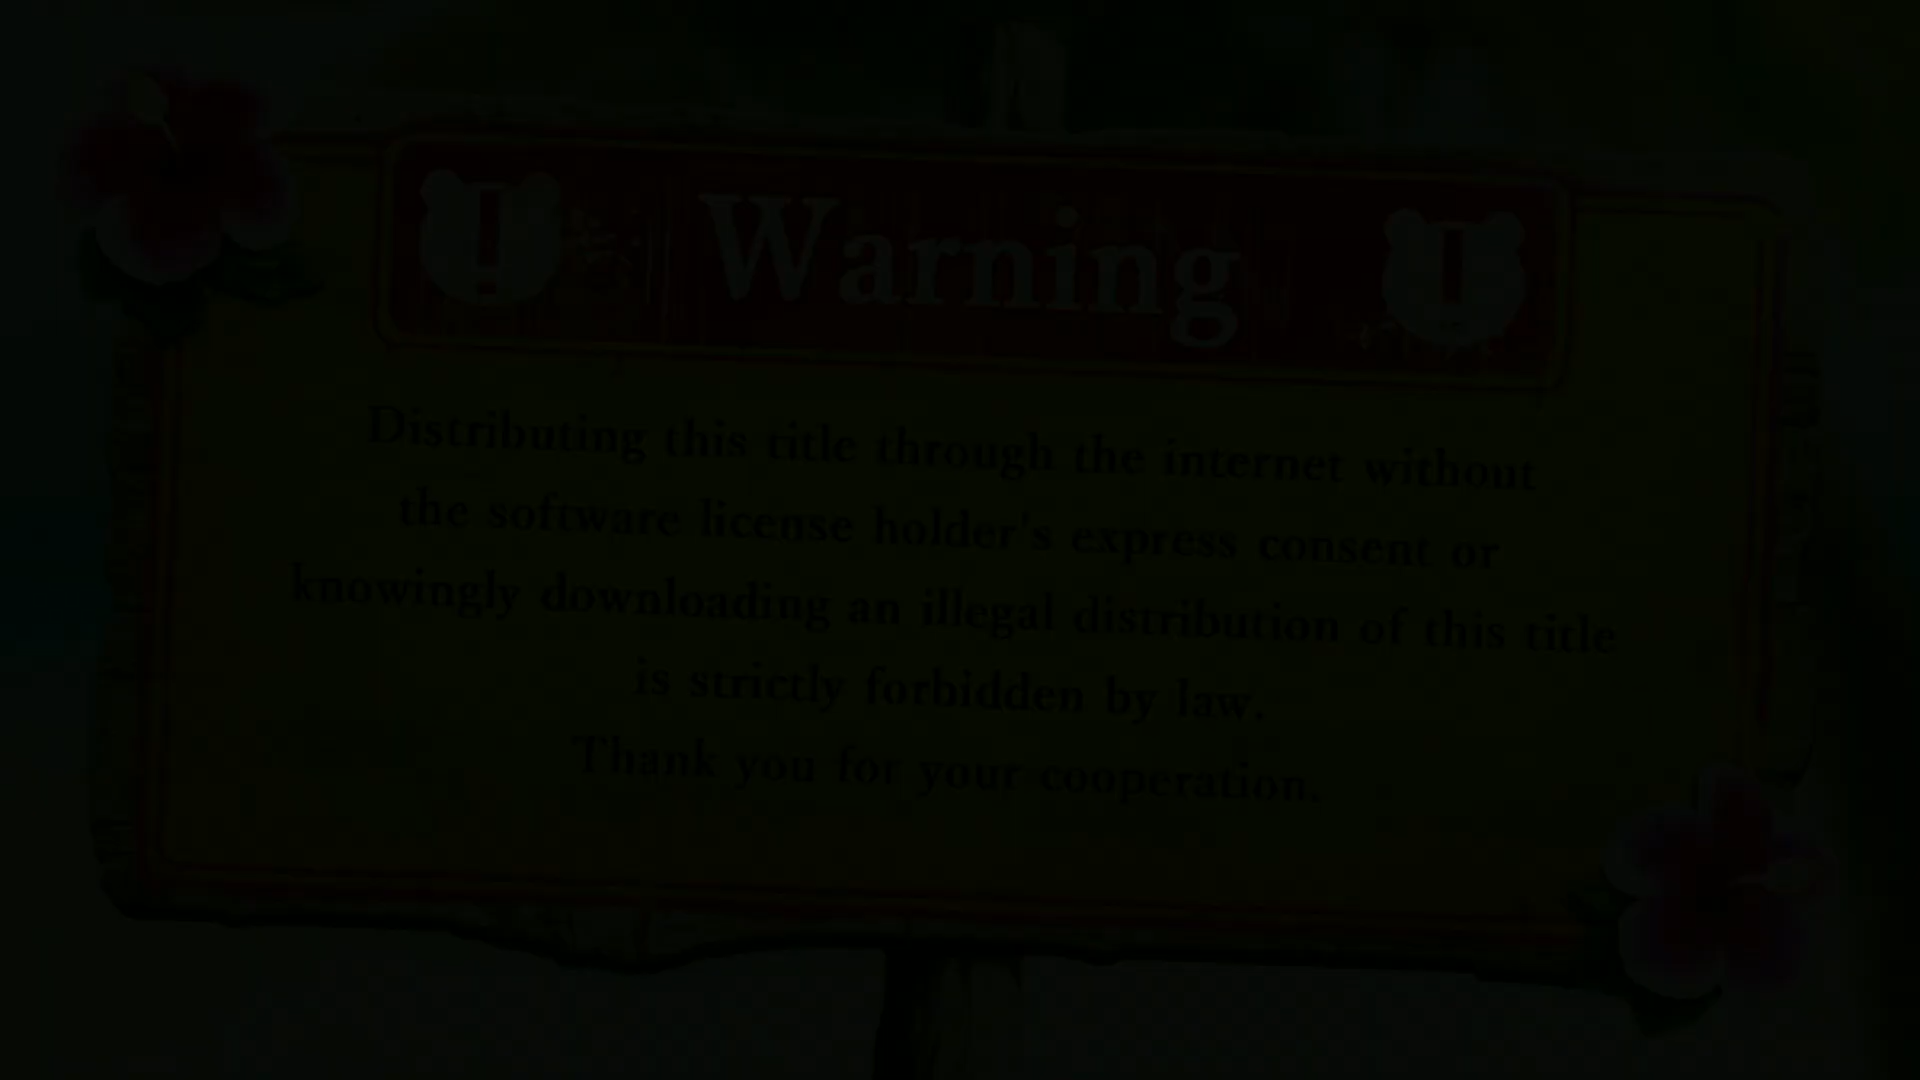 Warning
Distributing this title through the internet without
the software license holder's express consent or
knowingly downloading an illegal distribution of this title
is strictly forbidden by law.
Thank you for your cooperation.